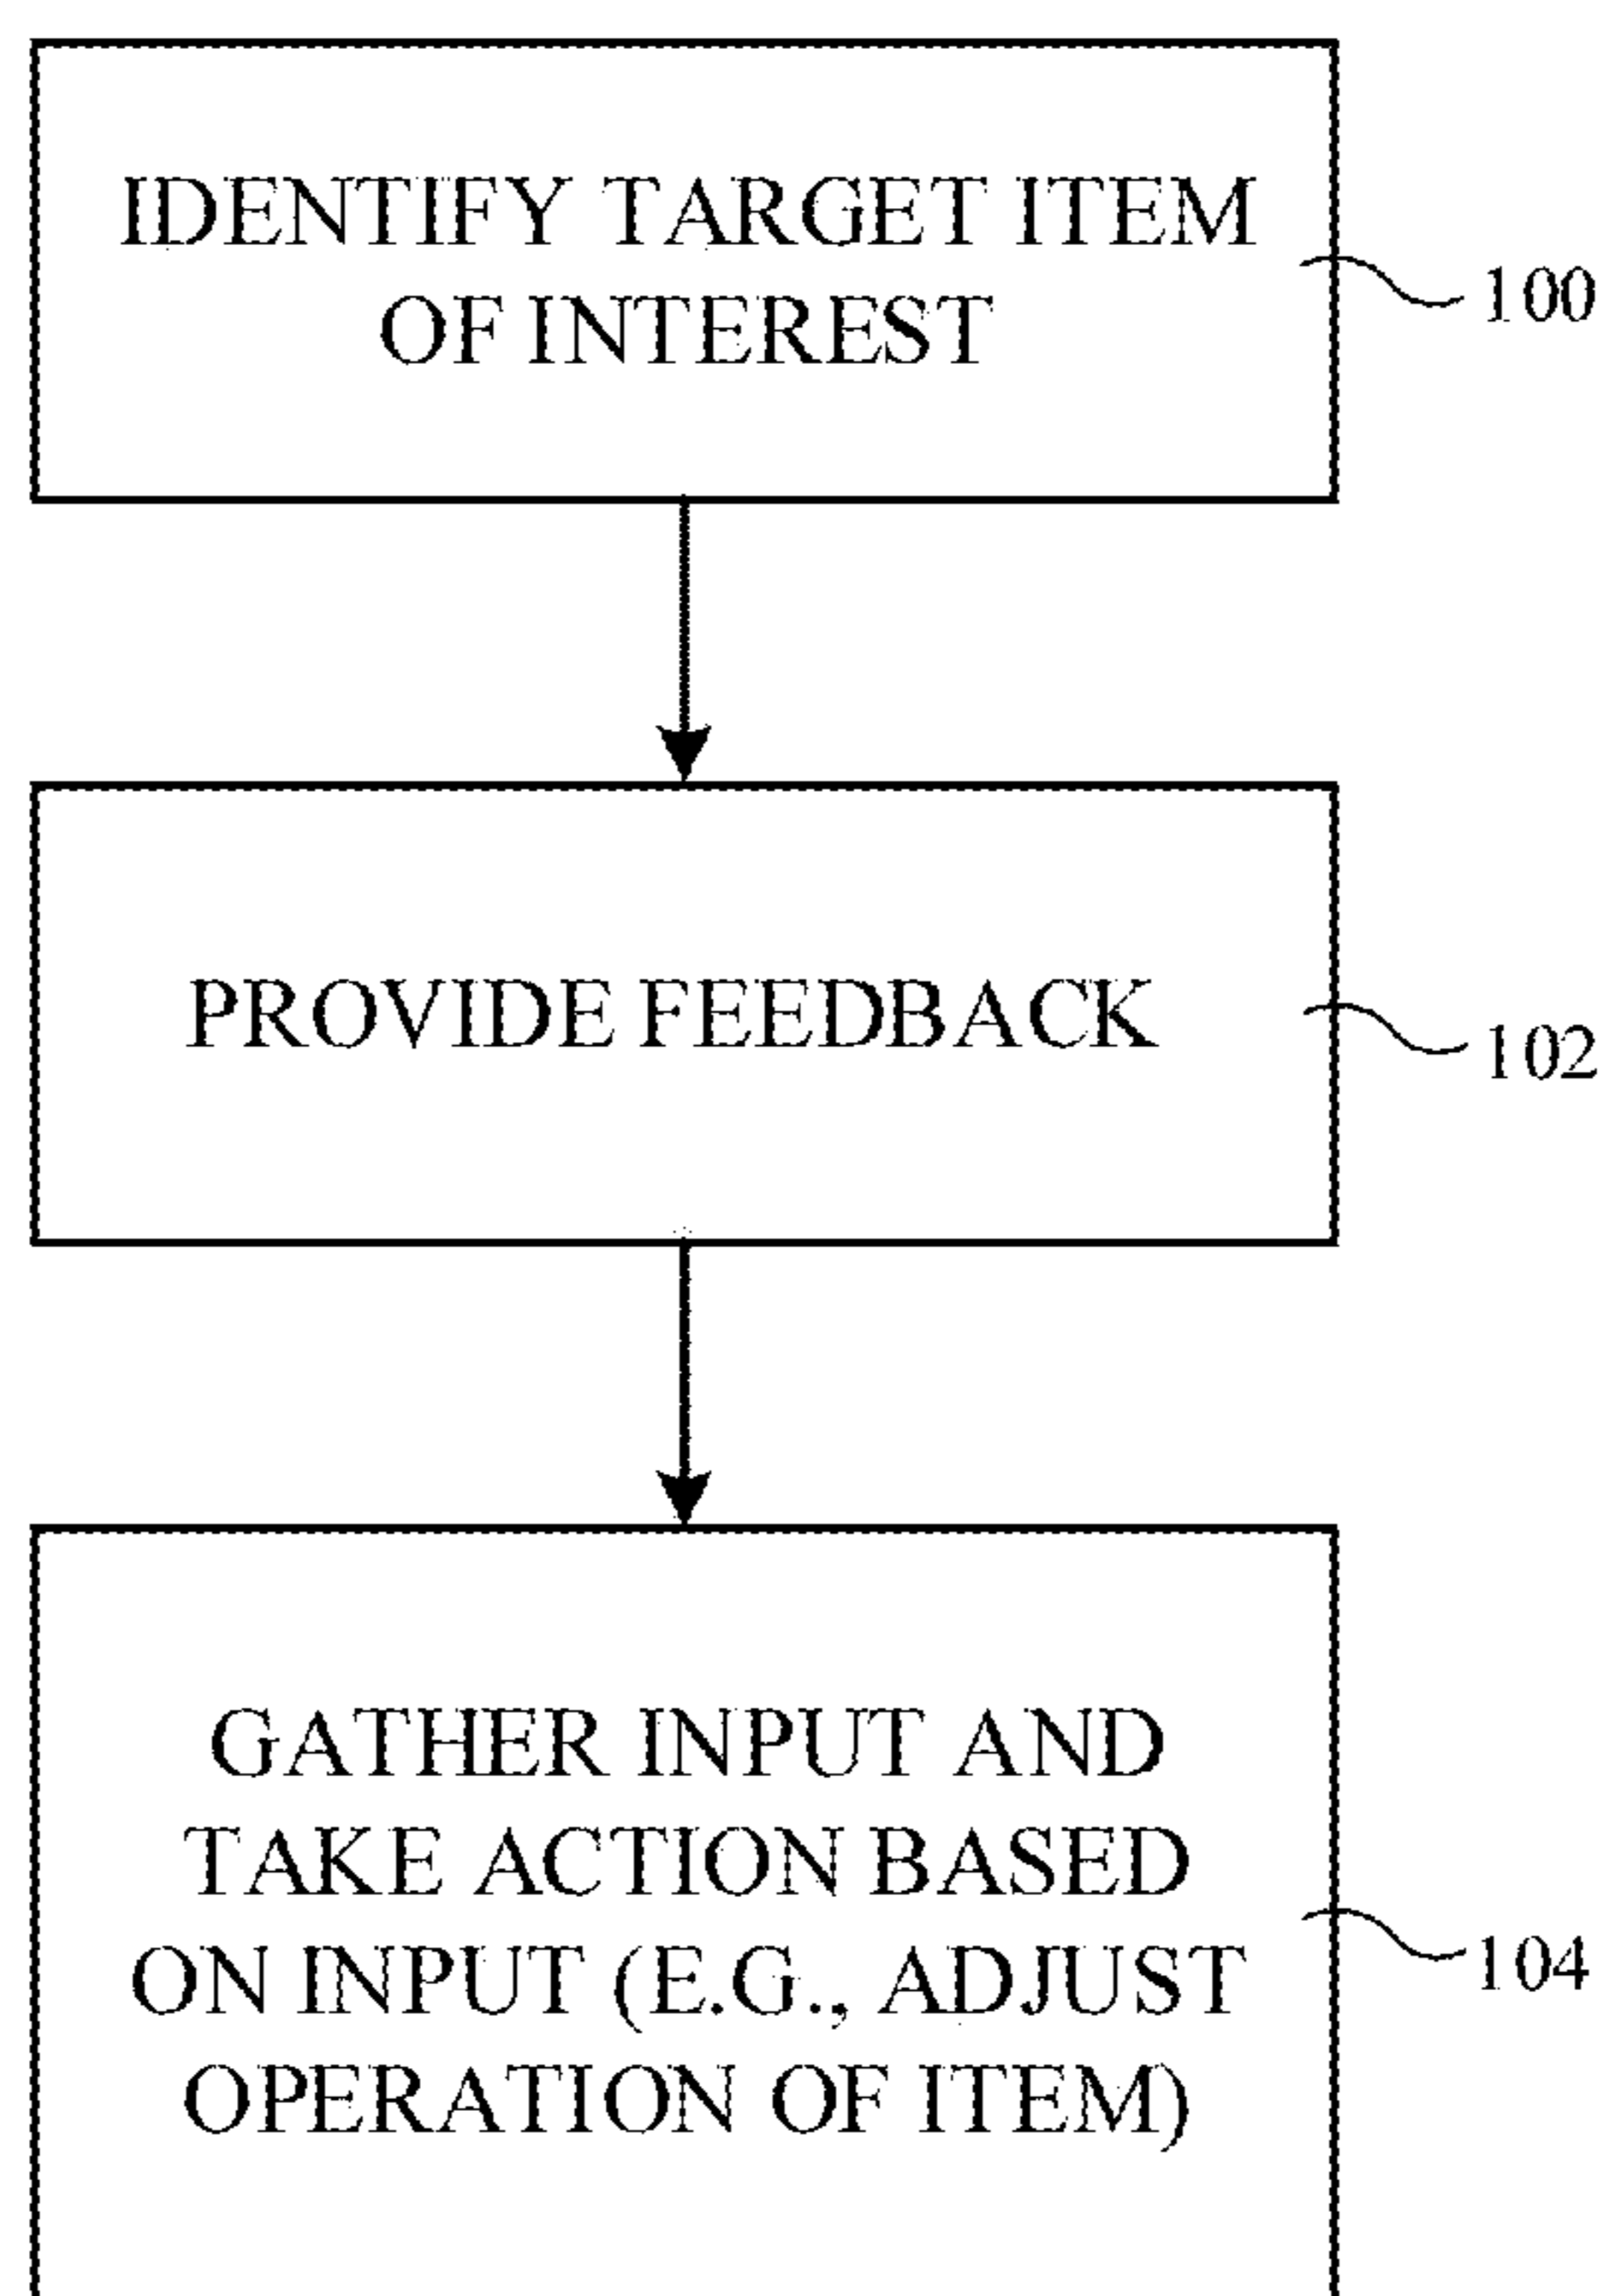 IDENTIFY TARGET ITEM
OF INTEREST
100
PROVIDE FEEDBACK
102
GATHER INPUT AND
TAKE ACTION BASED
ON INPUT (E.G., ADJUST
OPERATION OF ITEM)
104